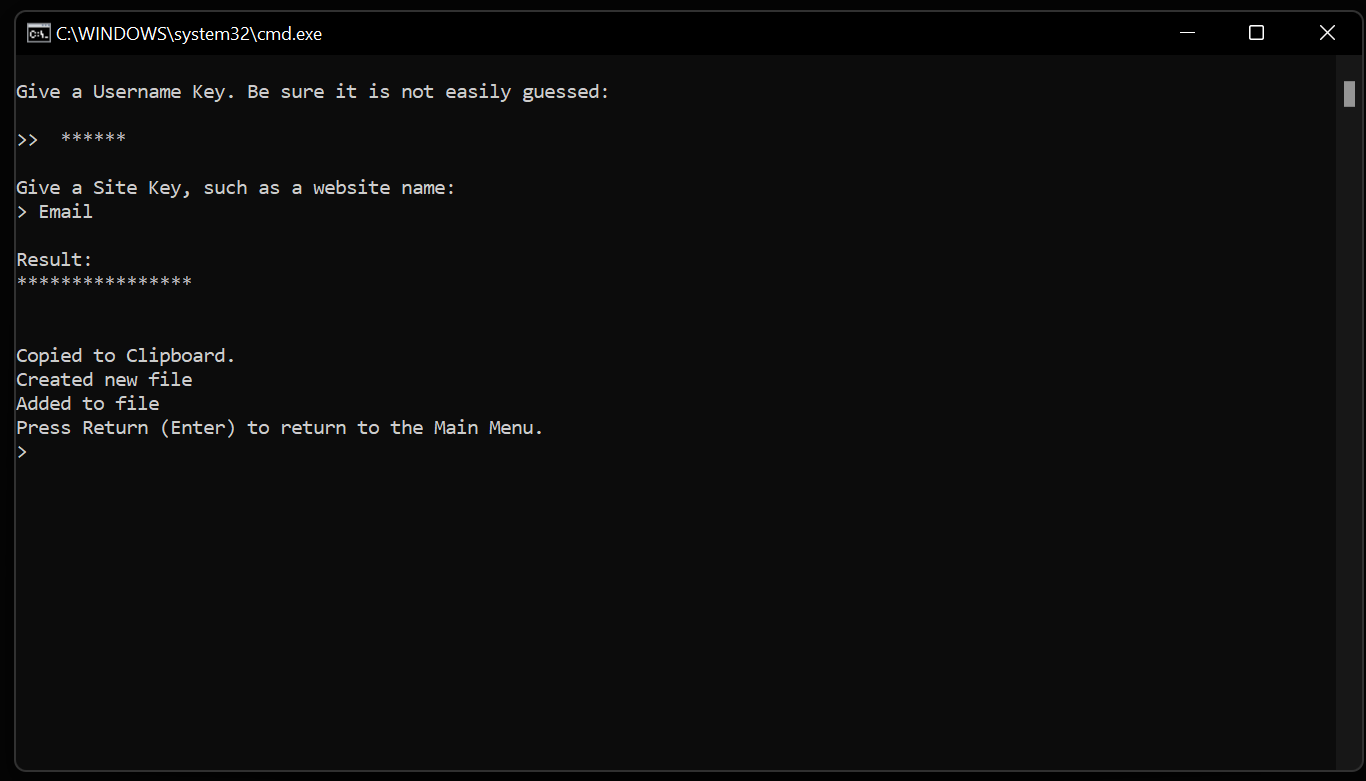 C:\WINDOWS\system32\cmd.exe
Give a Username Key. Be sure it is not easily guessed:
>>  ******
Give a Site Key, such as a website name:
> Email
Result:
****************
Copied to Clipboard.
Created new file
Added to file
Press Return (Enter) to return to the Main Menu.
>